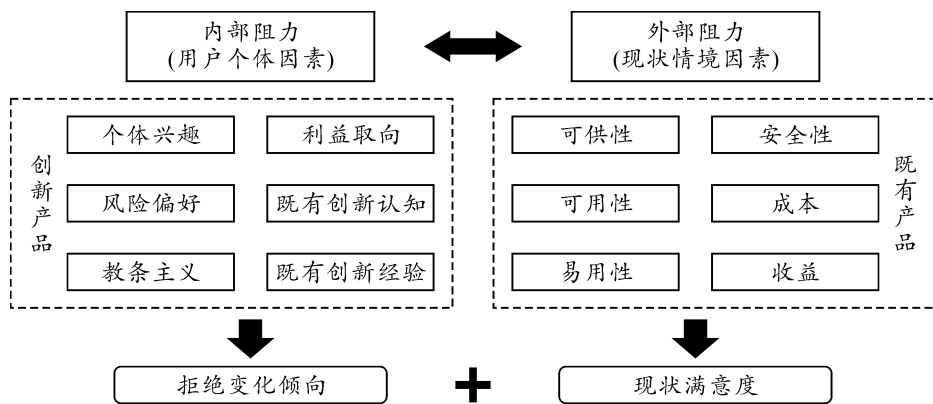 内部阻力
(用户个体因素)
外部阻力
(现状情境因素)
创新产品
个体兴趣
利益取向
风险偏好
既有创新认知
教条主义
既有创新经验
可供性
安全性
可用性
成本
易用性
收益
既有产品
拒绝变化倾向
+
现状满意度